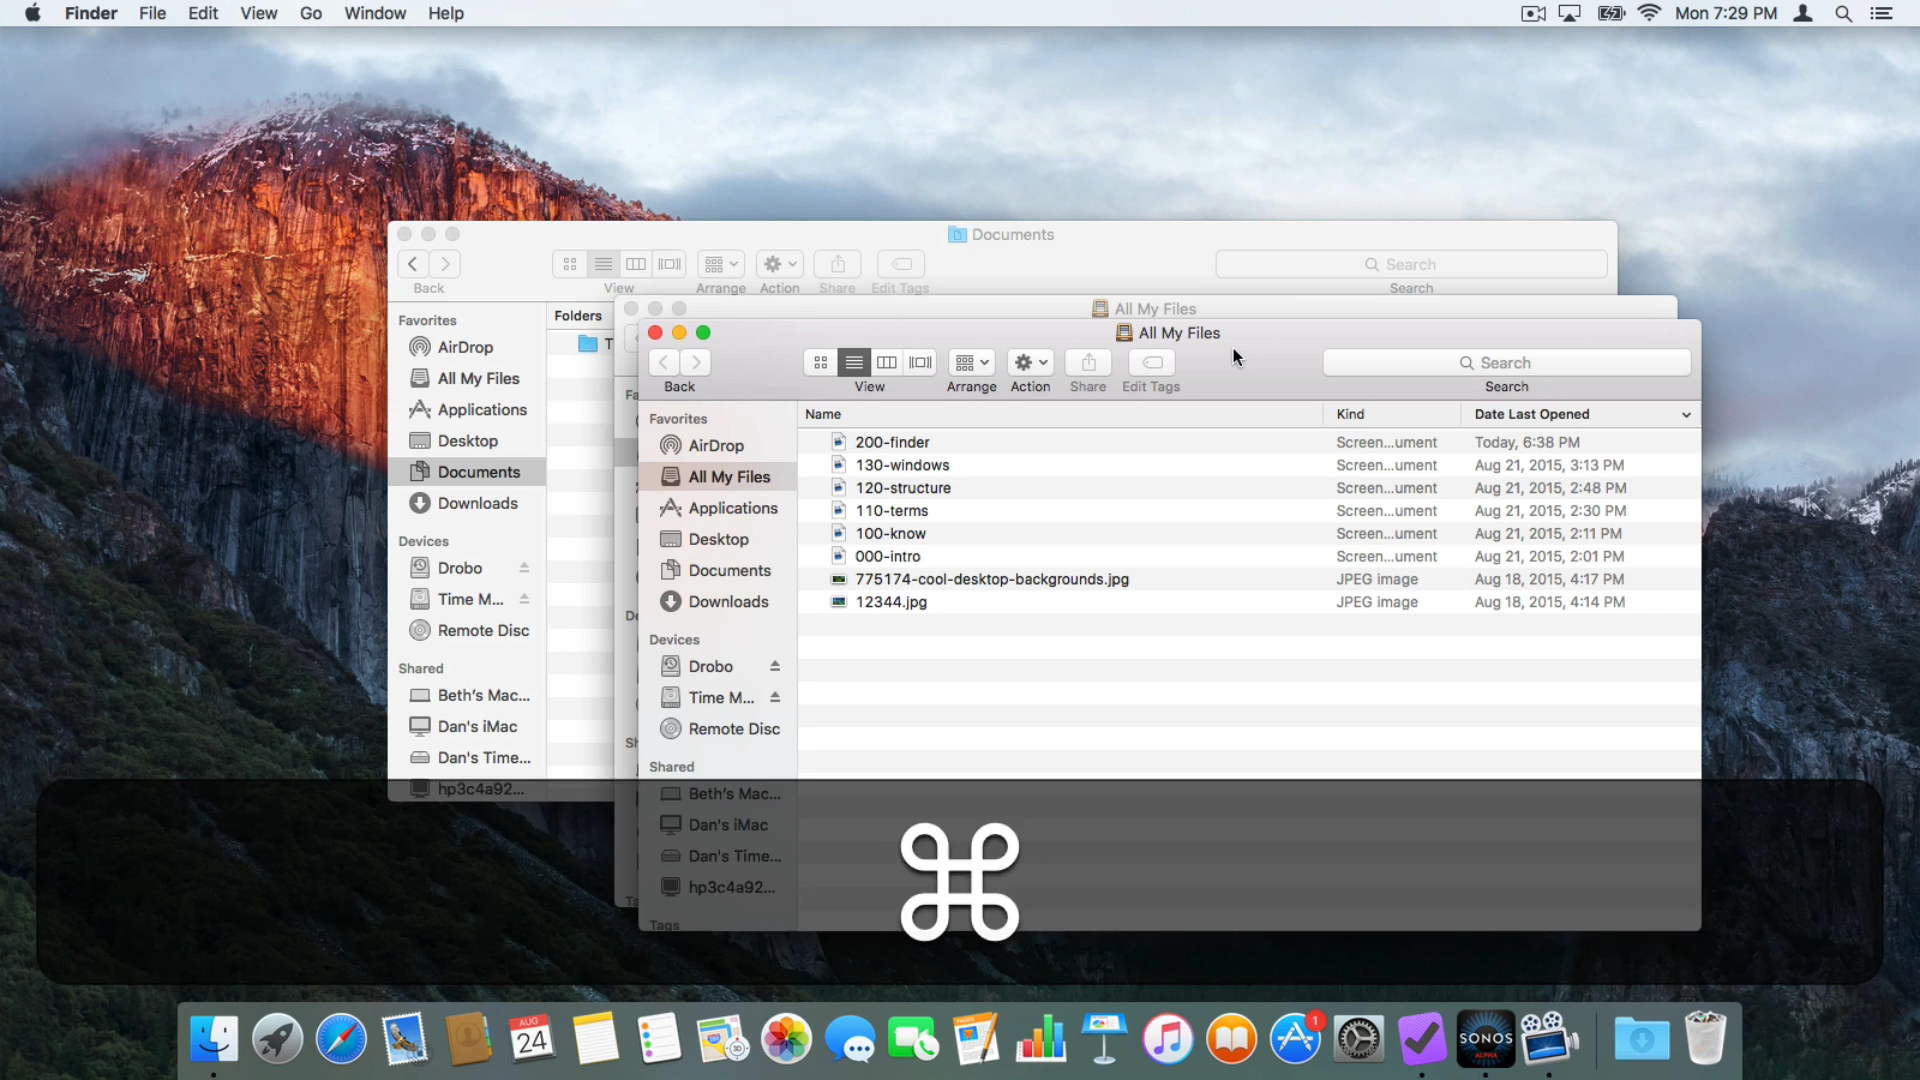 Finder File Edit View Go Window Help Mon 7:29 PM
Documents
Search
Back View Arrange Action Share Edit Tags Search
Favorites
AirDrop
All My Files
Applications
Desktop
Documents
Downloads
Devices
Drobo
Time M...
Remote Disc
Shared
Beth's Mac...
Dan's iMac
Dan's Time...
hp3c4a92...
Folders
T
All My Files
Fa
De
Sh
Ta
All My Files
Search
Back View Arrange Action Share Edit Tags Search
Favorites
AirDrop
All My Files
Applications
Desktop
Documents
Downloads
Devices
Drobo
Time M...
Remote Disc
Shared
Beth's Mac...
Dan's iMac
Dan's Time...
hp3c4a92...
Tags
Name Kind Date Last Opened
200-finder Screen...ument Today, 6:38 PM
130-windows Screen...ument Aug 21, 2015, 3:13 PM
120-structure Screen...ument Aug 21, 2015, 2:48 PM
110-terms Screen...ument Aug 21, 2015, 2:30 PM
100-know Screen...ument Aug 21, 2015, 2:11 PM
000-intro Screen...ument Aug 21, 2015, 2:01 PM
775174-cool-desktop-backgrounds.jpg JPEG image Aug 18, 2015, 4:17 PM
12344.jpg JPEG image Aug 18, 2015, 4:14 PM
⌘
AUG
24
3D
PAGES
1
SONOS
ALPHA